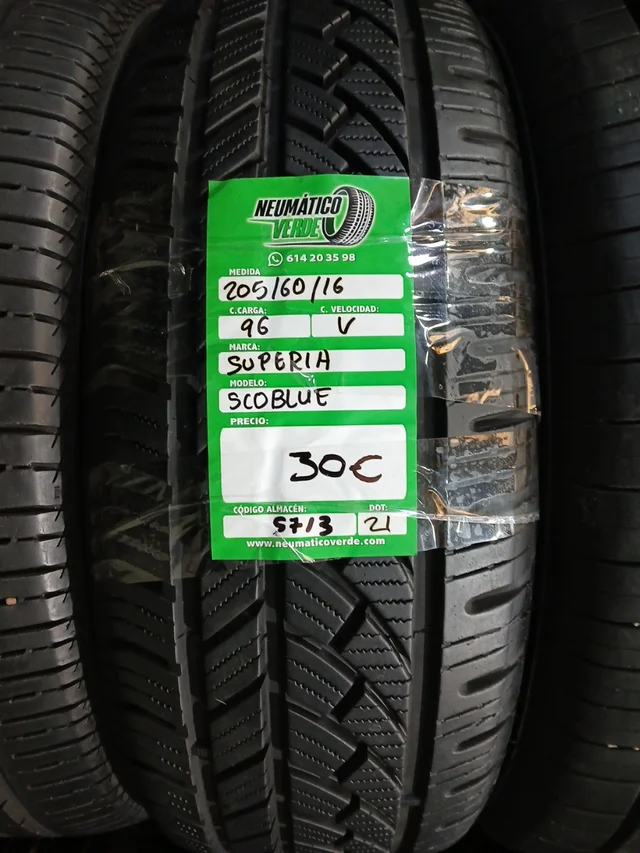 NEUMÁTICO
VERDE
614 20 35 98
MEDIDA
205/60/16
C.CARGA: C. VELOCIDAD:
96 V
MARCA:
SUPERIA
MODELO:
SCOBLUE
PRECIO:
30€
CÓDIGO ALMACÉN: DOT:
5713 21
www.neumaticoverde.com